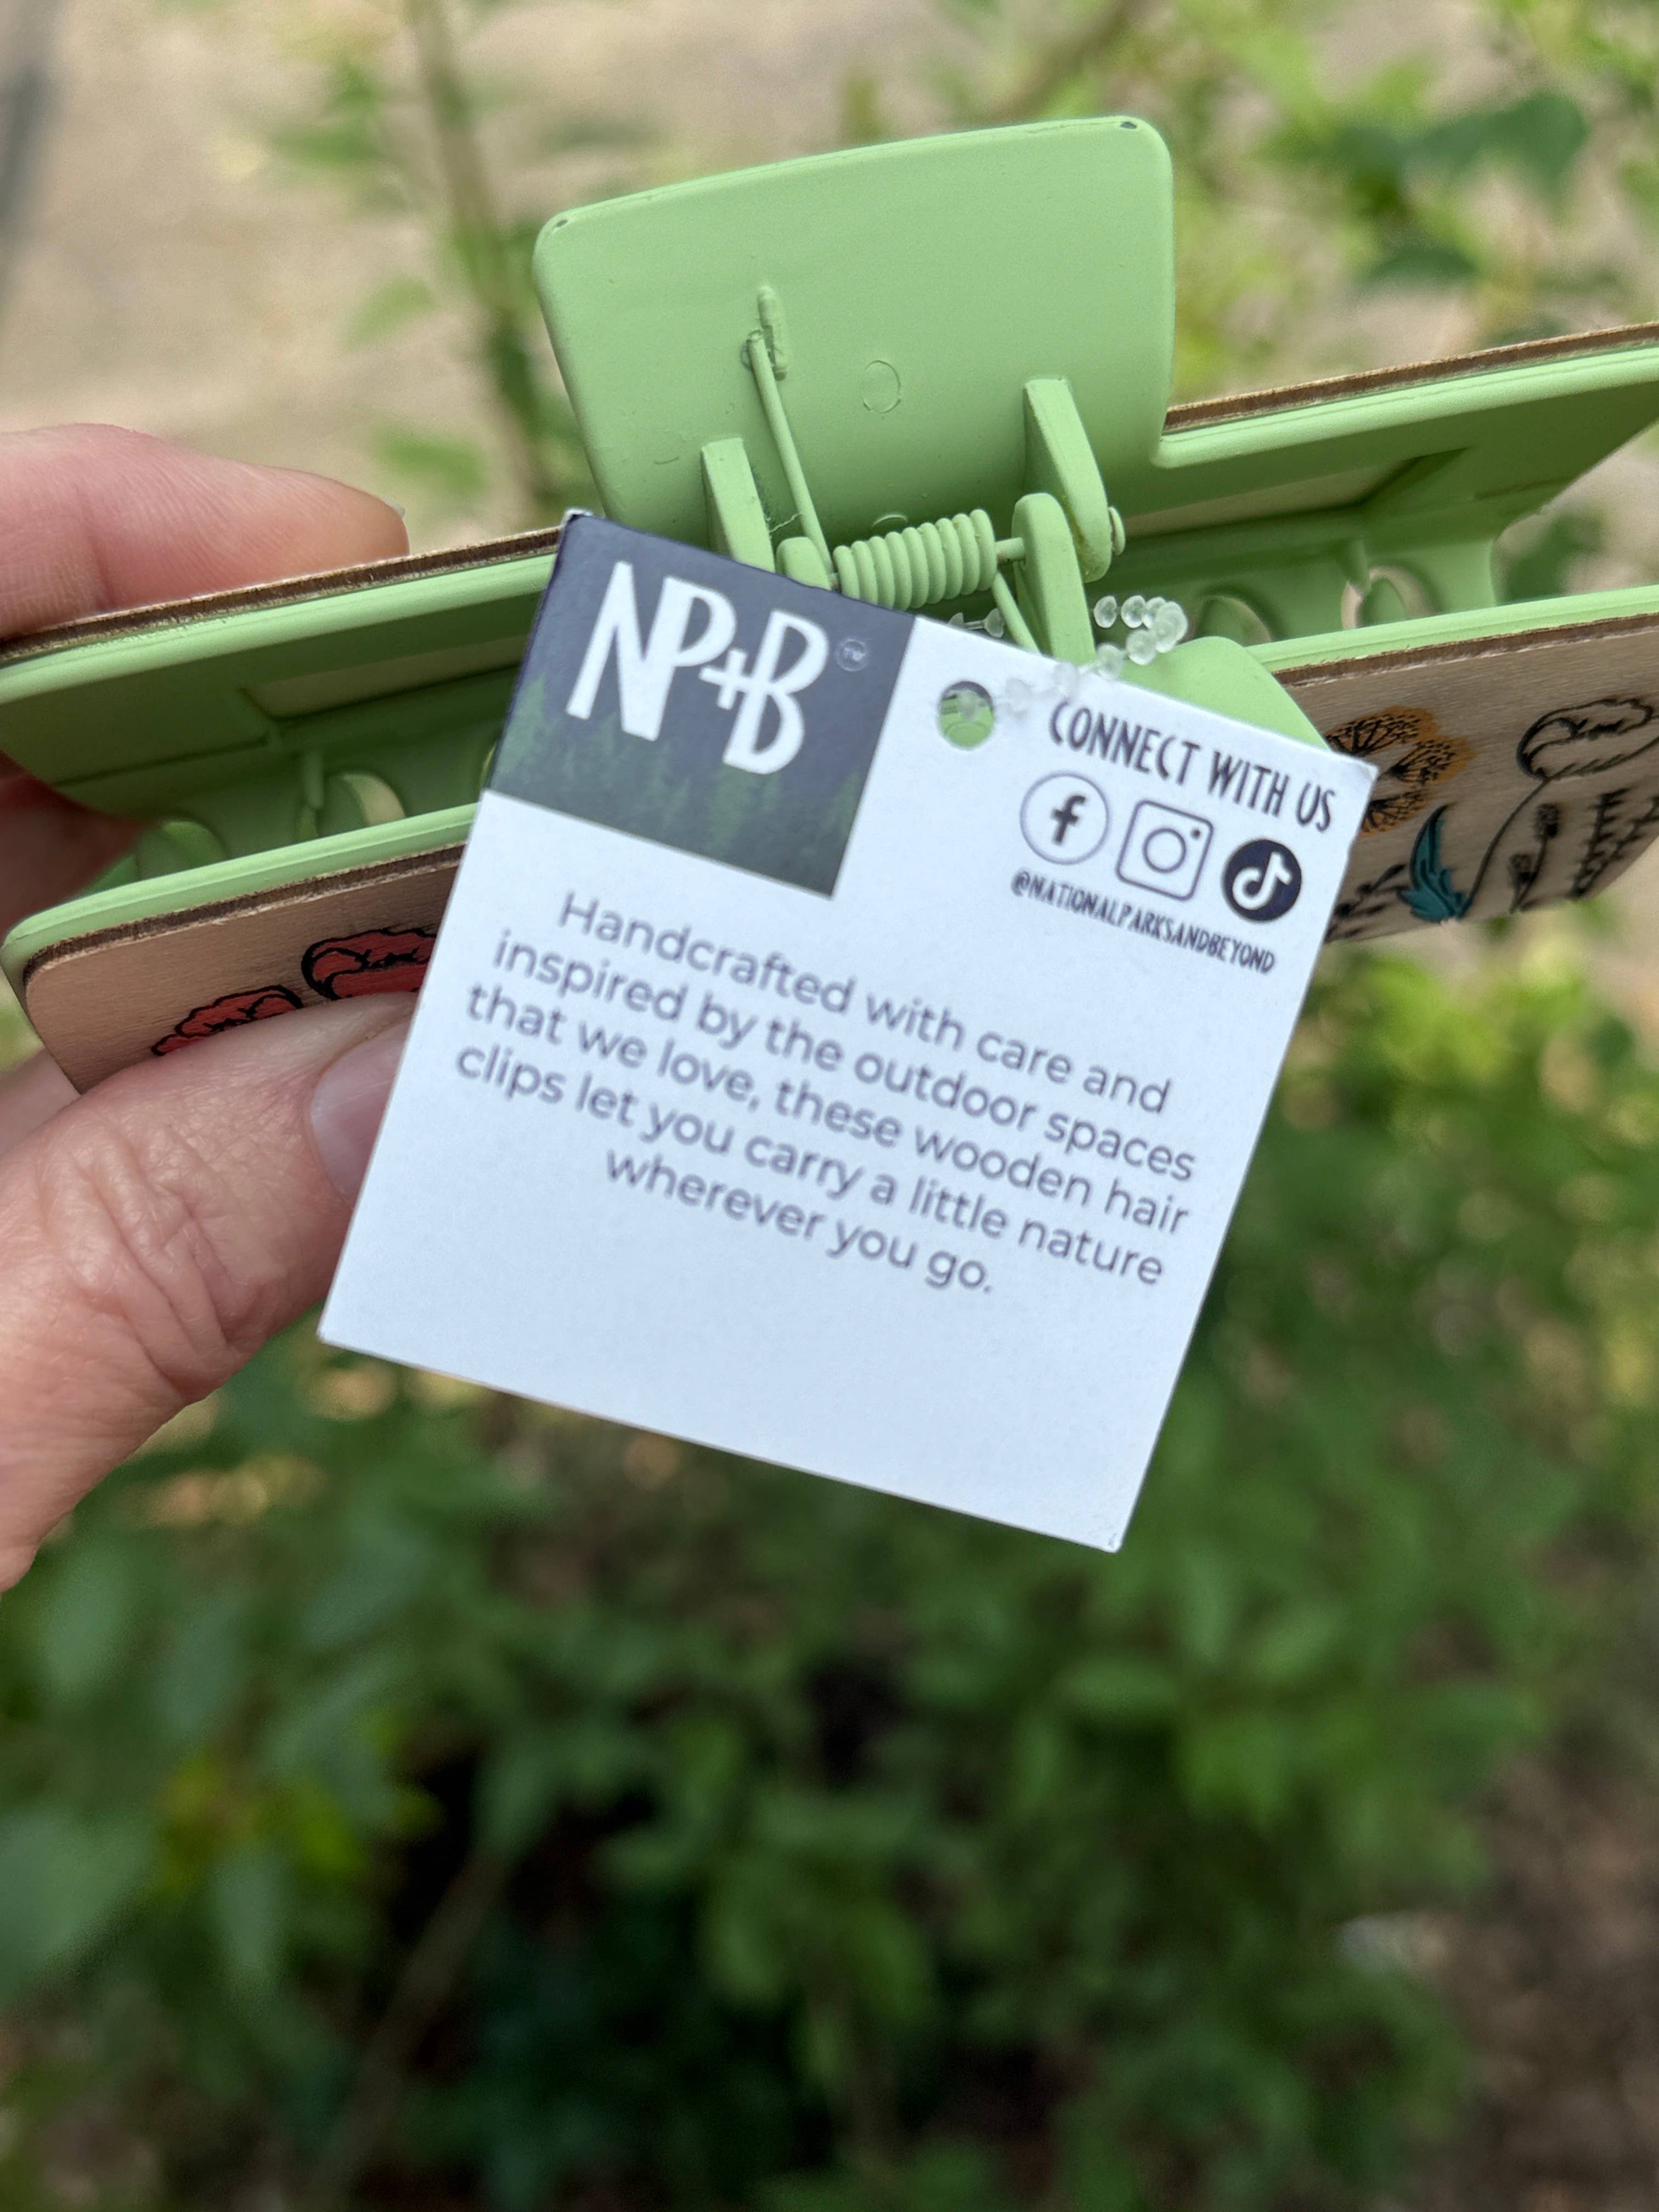 NP+B™
CONNECT WITH US
@NATIONALPARKSANDBEYOND
Handcrafted with care and
inspired by the outdoor spaces
that we love, these wooden hair
clips let you carry a little nature
wherever you go.